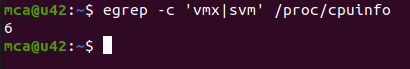 mca@u42:~$ egrep -c 'vmx|svm' /proc/cpuinfo
6
mca@u42:~$